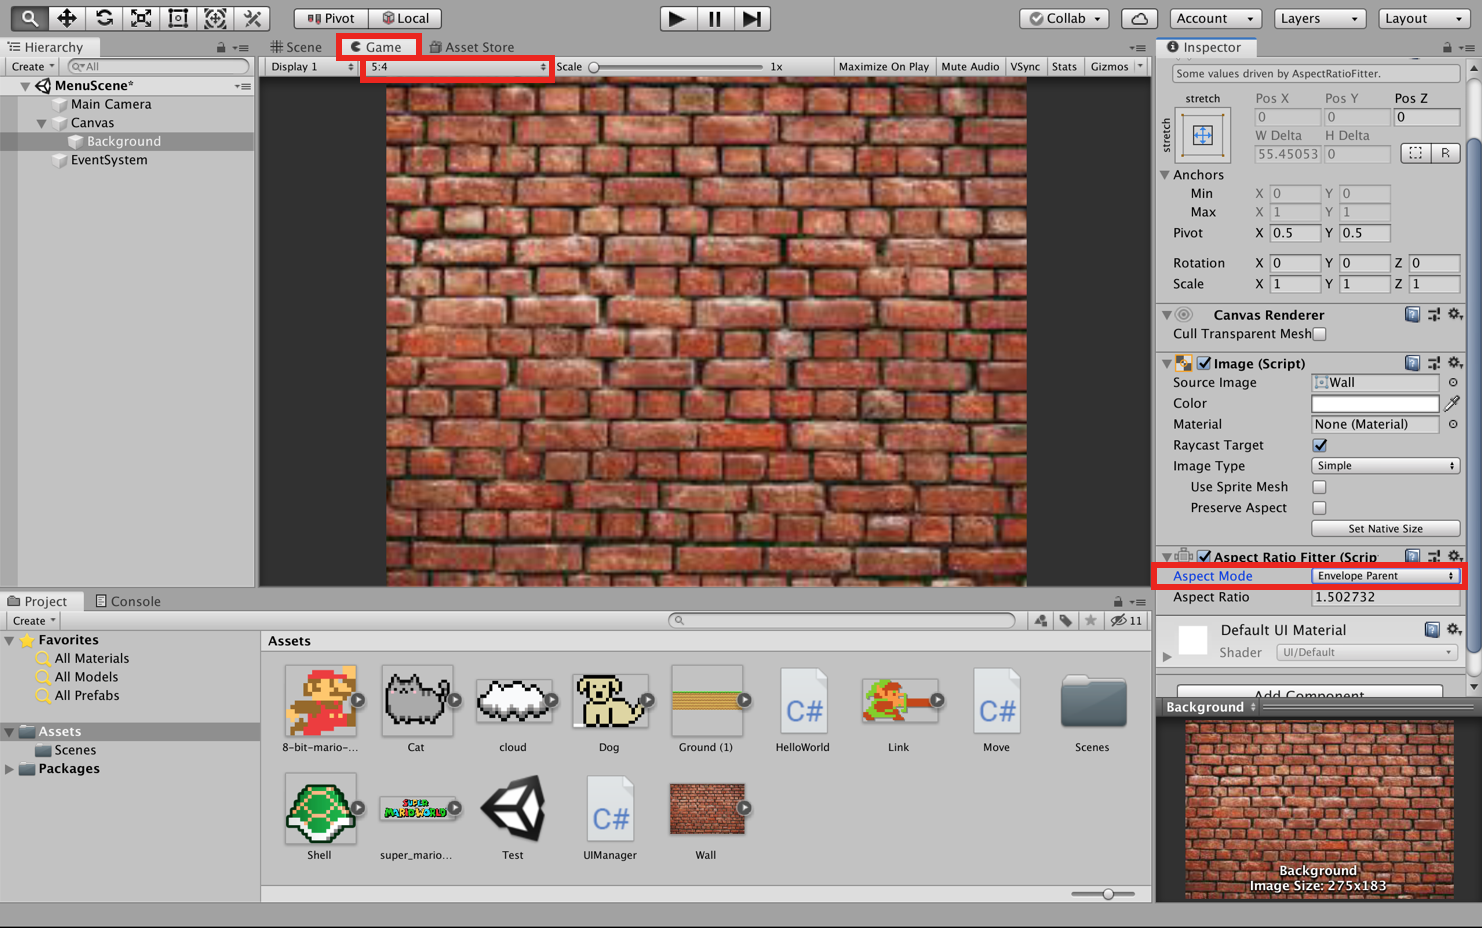 Pivot Local Collab Account Layers Layout
Hierarchy
Create All
MenuScene*
Main Camera
Canvas
Background
EventSystem
Scene Game Asset Store
Display 1 5:4 Scale 1x Maximize On Play Mute Audio VSync Stats Gizmos
Inspector
Some values driven by AspectRatioFitter.
stretch Pos X Pos Y Pos Z
stretch
0 0 0
W Delta H Delta
55.45053 0 R
Anchors
Min X 0 Y 0
Max X 1 Y 1
Pivot X 0.5 Y 0.5
Rotation X 0 Y 0 Z 0
Scale X 1 Y 1 Z 1
Canvas Renderer
Cull Transparent Mesh
Image (Script)
Source Image Wall
Color
Material None (Material)
Raycast Target
Image Type Simple
Use Sprite Mesh
Preserve Aspect
Set Native Size
Aspect Ratio Fitter (Scrip
Aspect Mode Envelope Parent
Aspect Ratio 1.502732
Default UI Material
Shader UI/Default
Add Component
Background
Background
Image Size: 275x183
Project Console
Create 11
Favorites
All Materials
All Models
All Prefabs
Assets
Scenes
Packages
Assets
C# C#
8-bit-mario-... Cat cloud Dog Ground (1) HelloWorld Link Move Scenes
SUPER
MARIO WORLD
C#
Shell super_mario... Test UIManager Wall